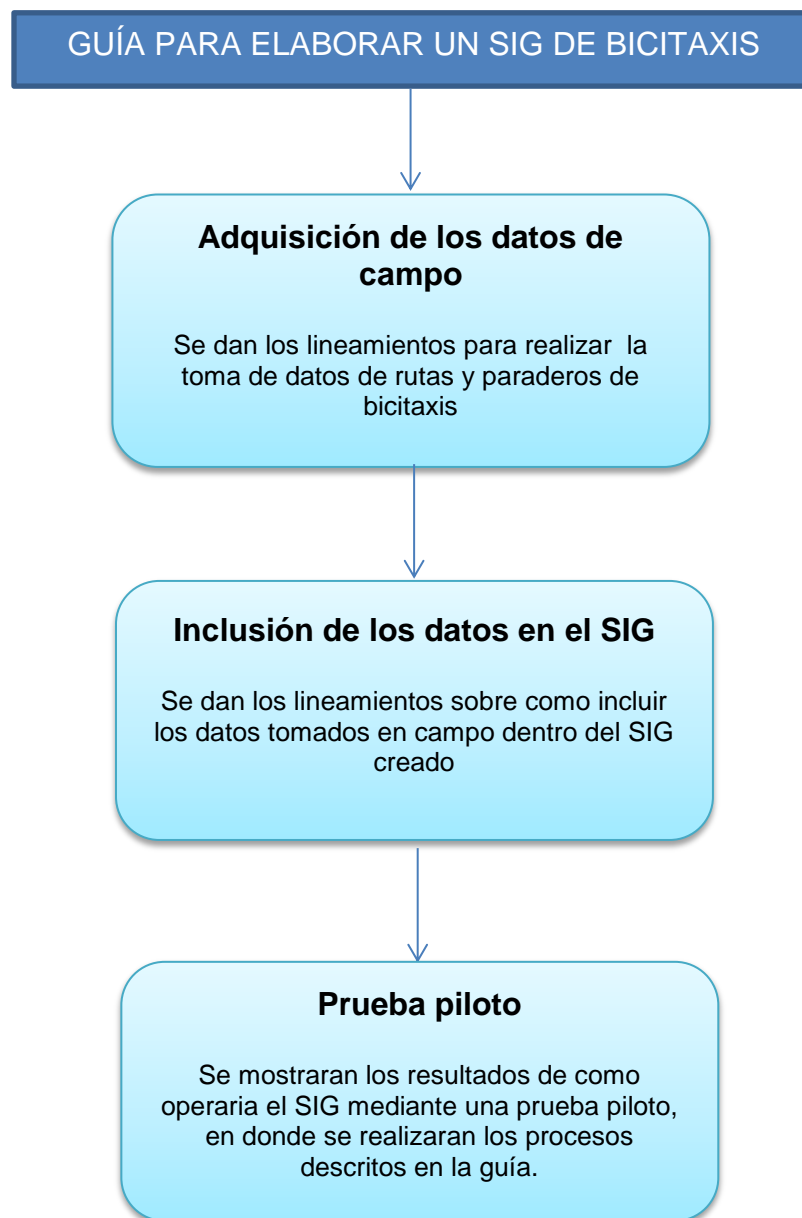 GUÍA PARA ELABORAR UN SIG DE BICITAXIS
Adquisición de los datos de
campo
Se dan los lineamientos para realizar la
toma de datos de rutas y paraderos de
bicitaxis
Inclusión de los datos en el SIG
Se dan los lineamientos sobre como incluir
los datos tomados en campo dentro del SIG
creado
Prueba piloto
Se mostraran los resultados de como
operaria el SIG mediante una prueba piloto,
en donde se realizaran los procesos
descritos en la guía.